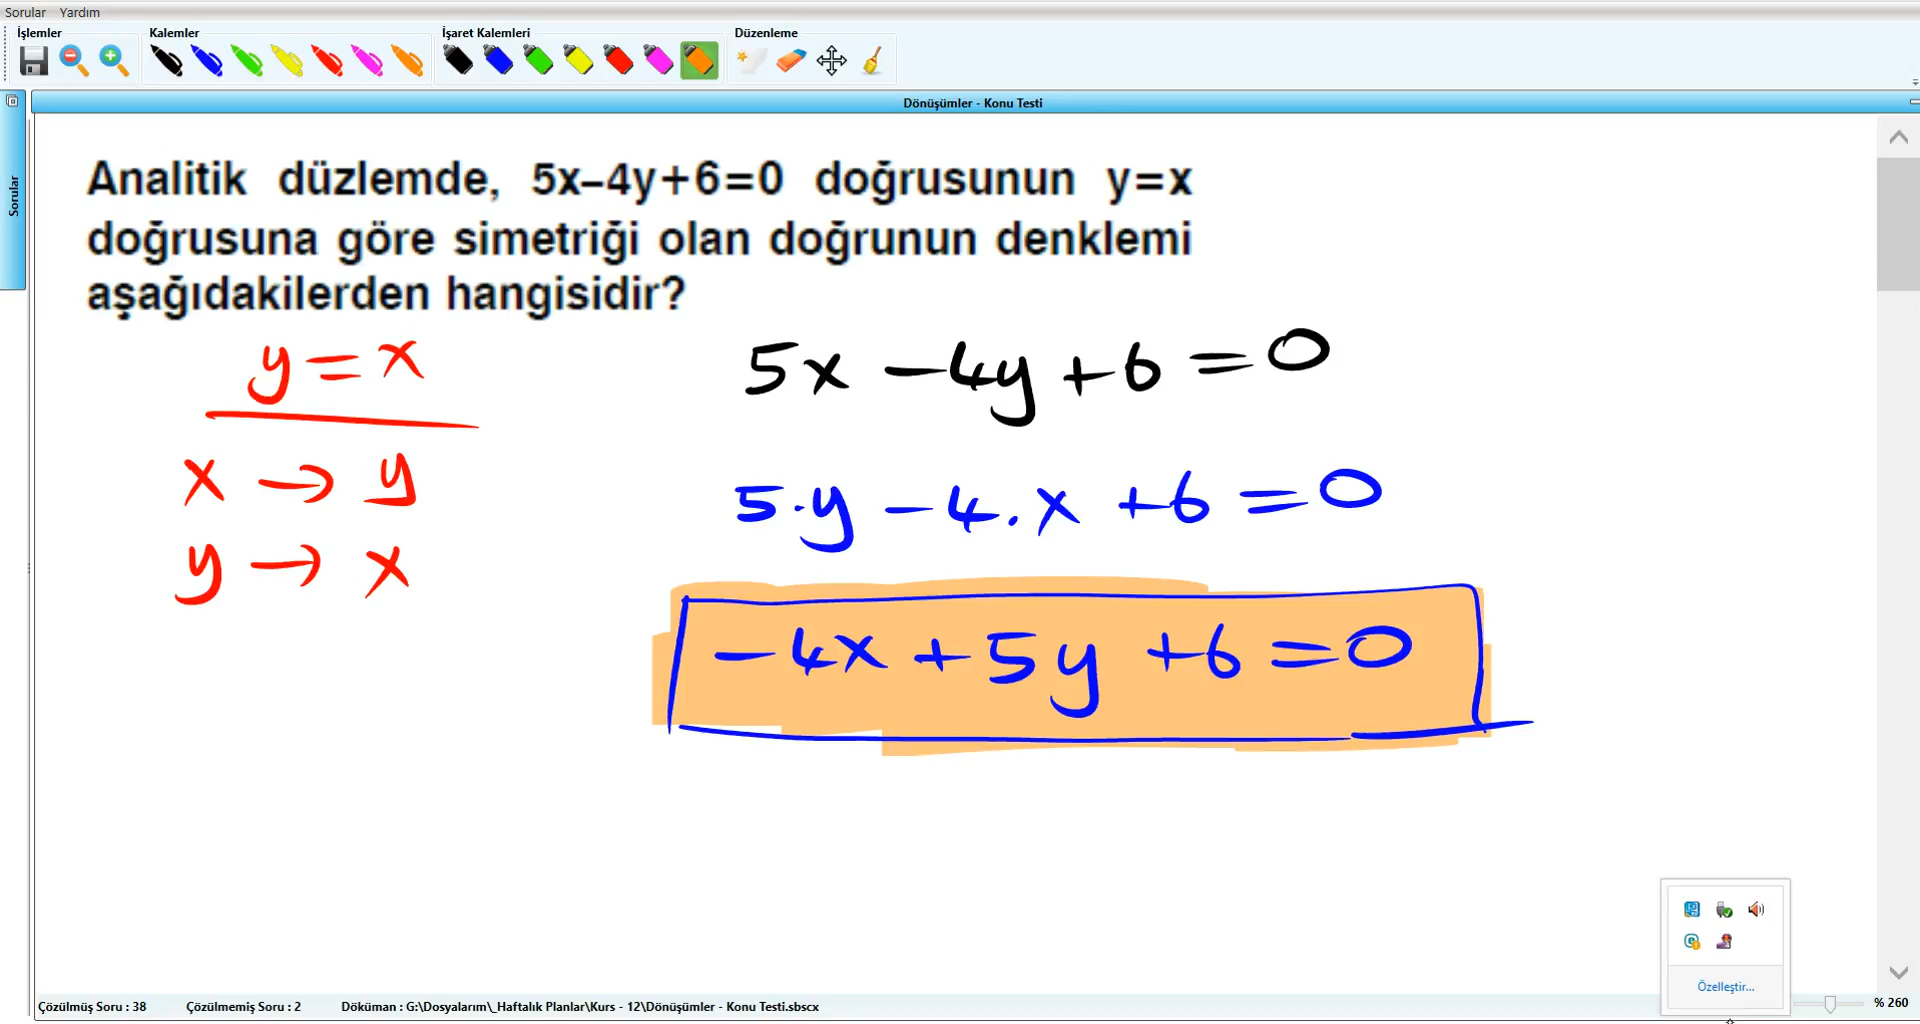 Sorular Yardım
İşlemler Kalemler İşaret Kalemleri Düzenleme
Dönüşümler - Konu Testi
Sorular
Analitik düzlemde, 5x-4y+6=0 doğrusunun y=x
doğrusuna göre simetriği olan doğrunun denklemi
aşağıdakilerden hangisidir?
y = x
x → y
y → x
5x - 4y + 6 = 0
5.y - 4.x + 6 = 0
-4x + 5y + 6 = 0
Özelleştir...
Çözülmüş Soru : 38 Çözülmemiş Soru : 2 Döküman : G:\Dosyalarım\_Haftalık Planlar\Kurs - 12\Dönüşümler - Konu Testi.sbscx % 260